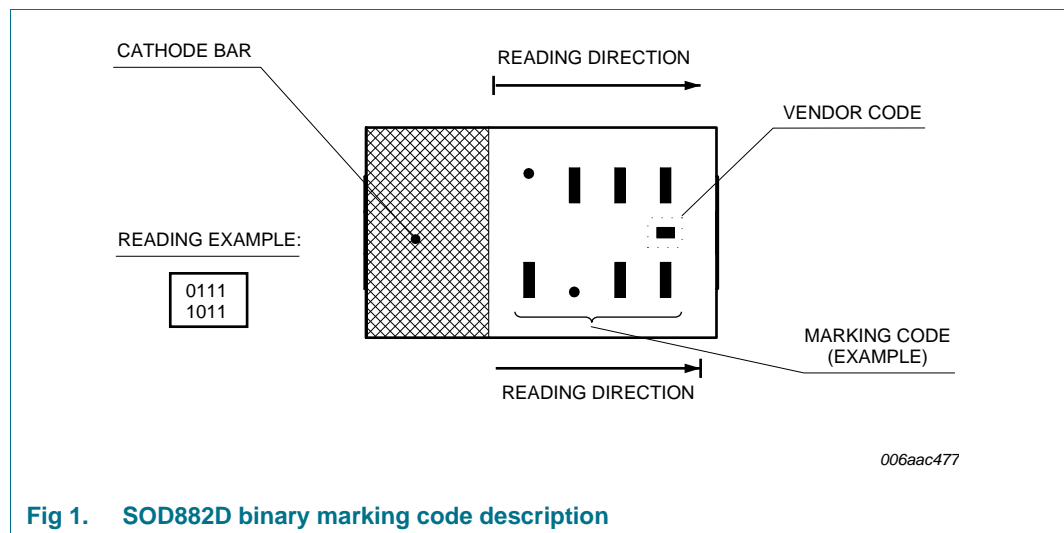 CATHODE BAR
READING DIRECTION
VENDOR CODE
READING EXAMPLE:
0111
1011
MARKING CODE
(EXAMPLE)
READING DIRECTION
006aac477
Fig 1. SOD882D binary marking code description